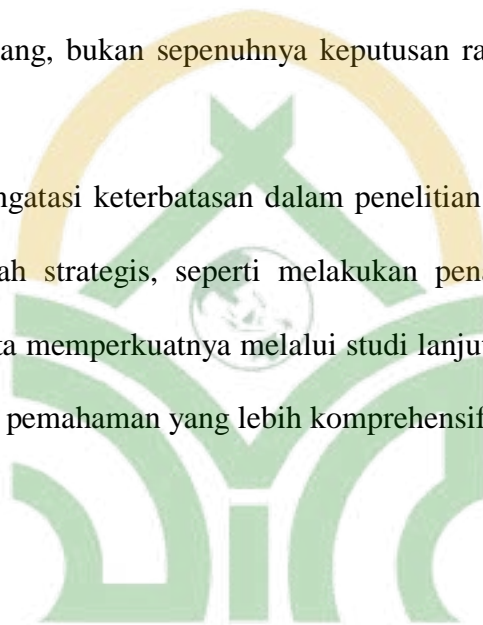 ang, bukan sepenuhnya keputusan ra
ngatasi keterbatasan dalam penelitian
ah strategis, seperti melakukan pen
ta memperkuatnya melalui studi lanjut
pemahaman yang lebih komprehensif